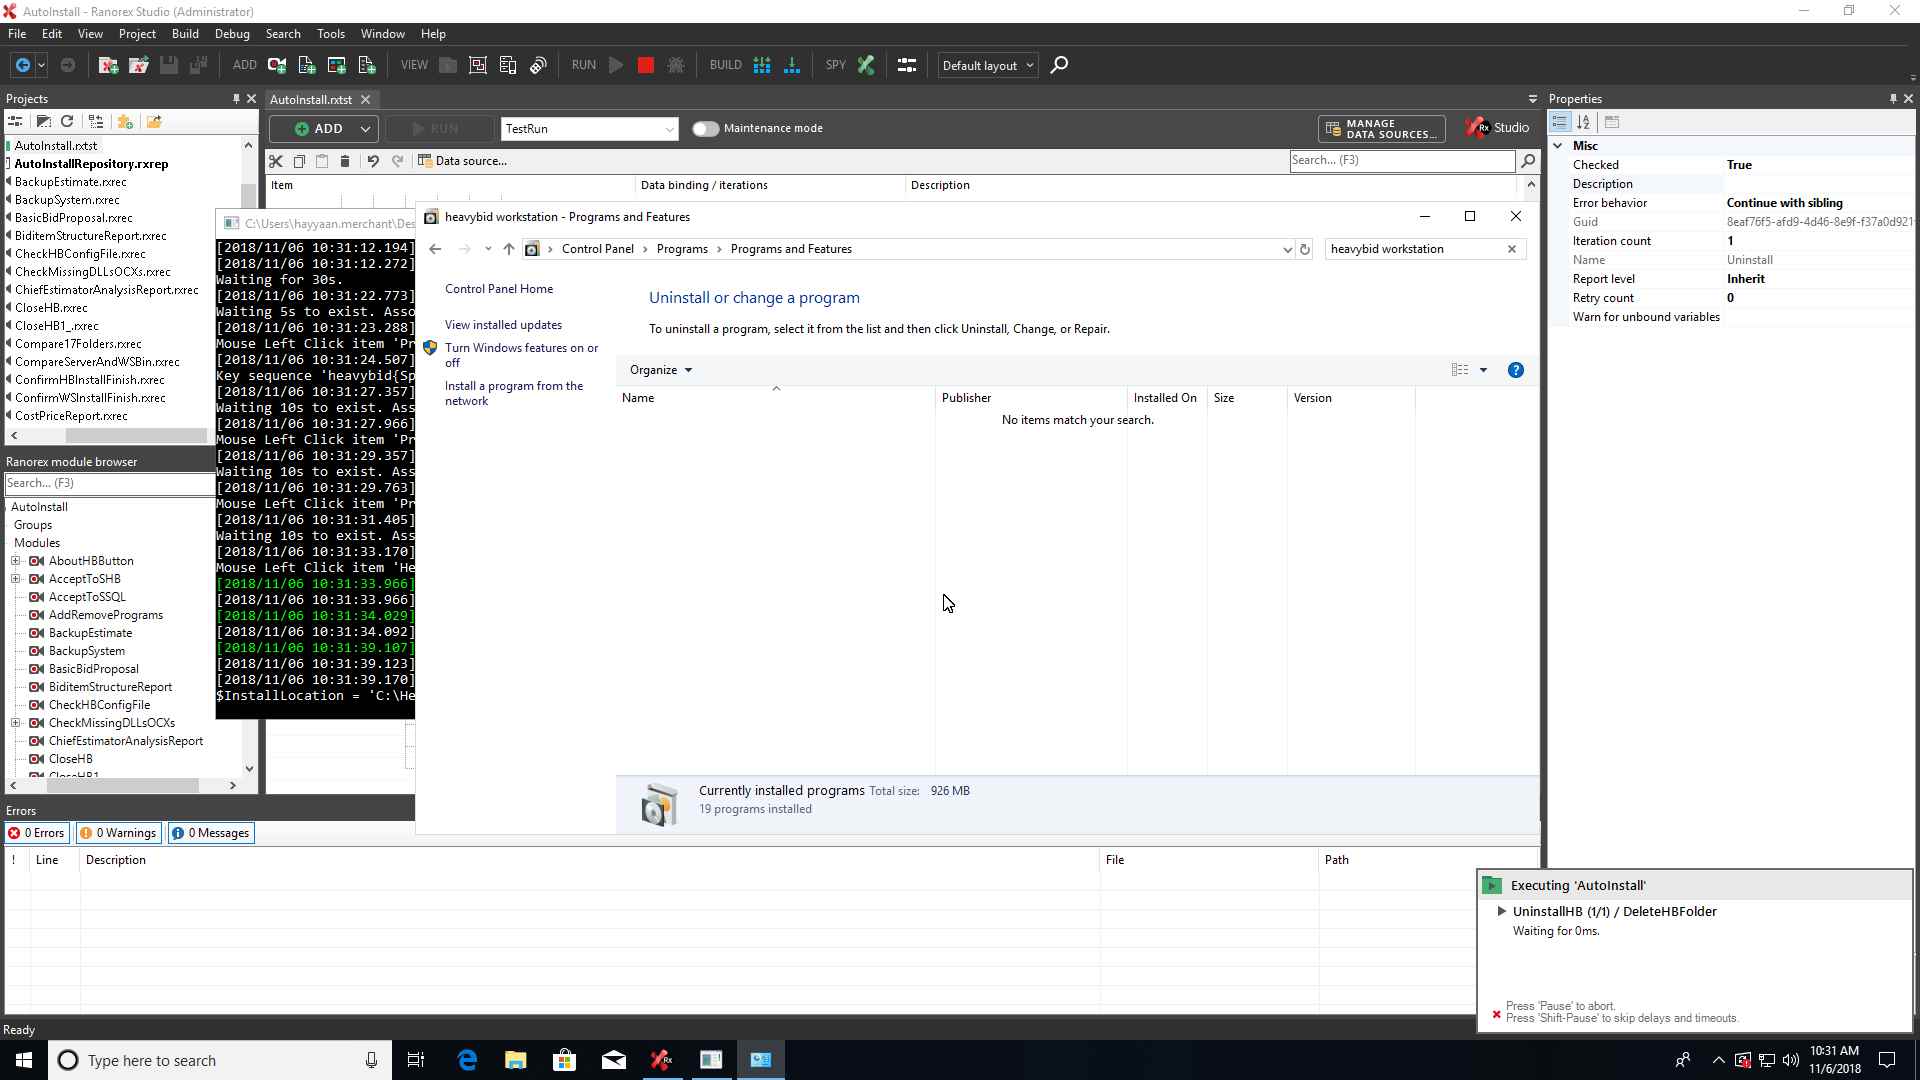 AutoInstall - Ranorex Studio (Administrator)
File Edit View Project Build Debug Search Tools Window Help
ADD VIEW RUN BUILD SPY Default layout
Projects
AutoInstall.rxtst
AutoInstallRepository.rxrep
BackupEstimate.rxrec
BackupSystem.rxrec
BasicBidProposal.rxrec
BiditemStructureReport.rxrec
CheckHBConfigFile.rxrec
CheckMissingDLLsOCXs.rxrec
ChiefEstimatorAnalysisReport.rxrec
CloseHB.rxrec
CloseHB1_.rxrec
Compare17Folders.rxrec
CompareServerAndWSBin.rxrec
ConfirmHBInstallFinish.rxrec
ConfirmWSInstallFinish.rxrec
CostPriceReport.rxrec
Ranorex module browser
Search... (F3)
AutoInstall
Groups
Modules
AboutHBButton
AcceptToSHB
AcceptToSSQL
AddRemovePrograms
BackupEstimate
BackupSystem
BasicBidProposal
BiditemStructureReport
CheckHBConfigFile
CheckMissingDLLsOCXs
ChiefEstimatorAnalysisReport
CloseHB
CloseHB1
AutoInstall.rxtst
ADD RUN TestRun Maintenance mode MANAGE DATA SOURCES... Rx Studio
Data source... Search... (F3)
Item Data binding / iterations Description
C:\Users\hayyaan.merchant\Des
[2018/11/06 10:31:12.194]
[2018/11/06 10:31:12.272]
Waiting for 30s.
[2018/11/06 10:31:22.773]
Waiting 5s to exist. Asso
[2018/11/06 10:31:23.288]
Mouse Left Click item 'Pr
[2018/11/06 10:31:24.507]
Key sequence 'heavybid{Sp
[2018/11/06 10:31:27.357]
Waiting 10s to exist. Ass
[2018/11/06 10:31:27.966]
Mouse Left Click item 'Pr
[2018/11/06 10:31:29.357]
Waiting 10s to exist. Ass
[2018/11/06 10:31:29.763]
Mouse Left Click item 'Pr
[2018/11/06 10:31:31.405]
Waiting 10s to exist. Ass
[2018/11/06 10:31:33.170]
Mouse Left Click item 'He
[2018/11/06 10:31:33.966]
[2018/11/06 10:31:33.966]
[2018/11/06 10:31:34.029]
[2018/11/06 10:31:34.092]
[2018/11/06 10:31:39.107]
[2018/11/06 10:31:39.123]
[2018/11/06 10:31:39.170]
$InstallLocation = 'C:\He
heavybid workstation - Programs and Features
Control Panel Programs Programs and Features heavybid workstation
Control Panel Home
View installed updates
Turn Windows features on or
off
Install a program from the
network
Uninstall or change a program
To uninstall a program, select it from the list and then click Uninstall, Change, or Repair.
Organize
Name Publisher Installed On Size Version
No items match your search.
Currently installed programs Total size: 926 MB
19 programs installed
Properties
Misc
Checked True
Description
Error behavior Continue with sibling
Guid 8eaf76f5-afd9-4d46-8e9f-f37a0d921
Iteration count 1
Name Uninstall
Report level Inherit
Retry count 0
Warn for unbound variables
Errors
0 Errors 0 Warnings 0 Messages
! Line Description File Path
Executing 'AutoInstall'
UninstallHB (1/1) / DeleteHBFolder
Waiting for 0ms.
Press 'Pause' to abort.
Press 'Shift-Pause' to skip delays and timeouts.
Ready
Type here to search
10:31 AM
11/6/2018